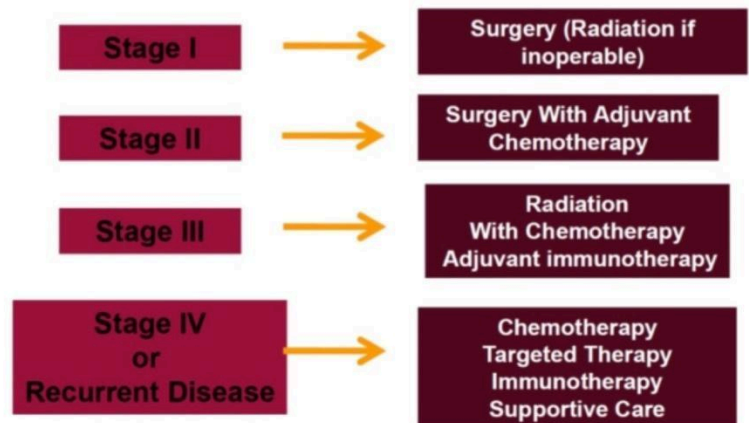 Stage I
Surgery (Radiation if
inoperable)
Stage II
Surgery With Adjuvant
Chemotherapy
Stage III
Radiation
With Chemotherapy
Adjuvant immunotherapy
Stage IV
or
Recurrent Disease
Chemotherapy
Targeted Therapy
Immunotherapy
Supportive Care